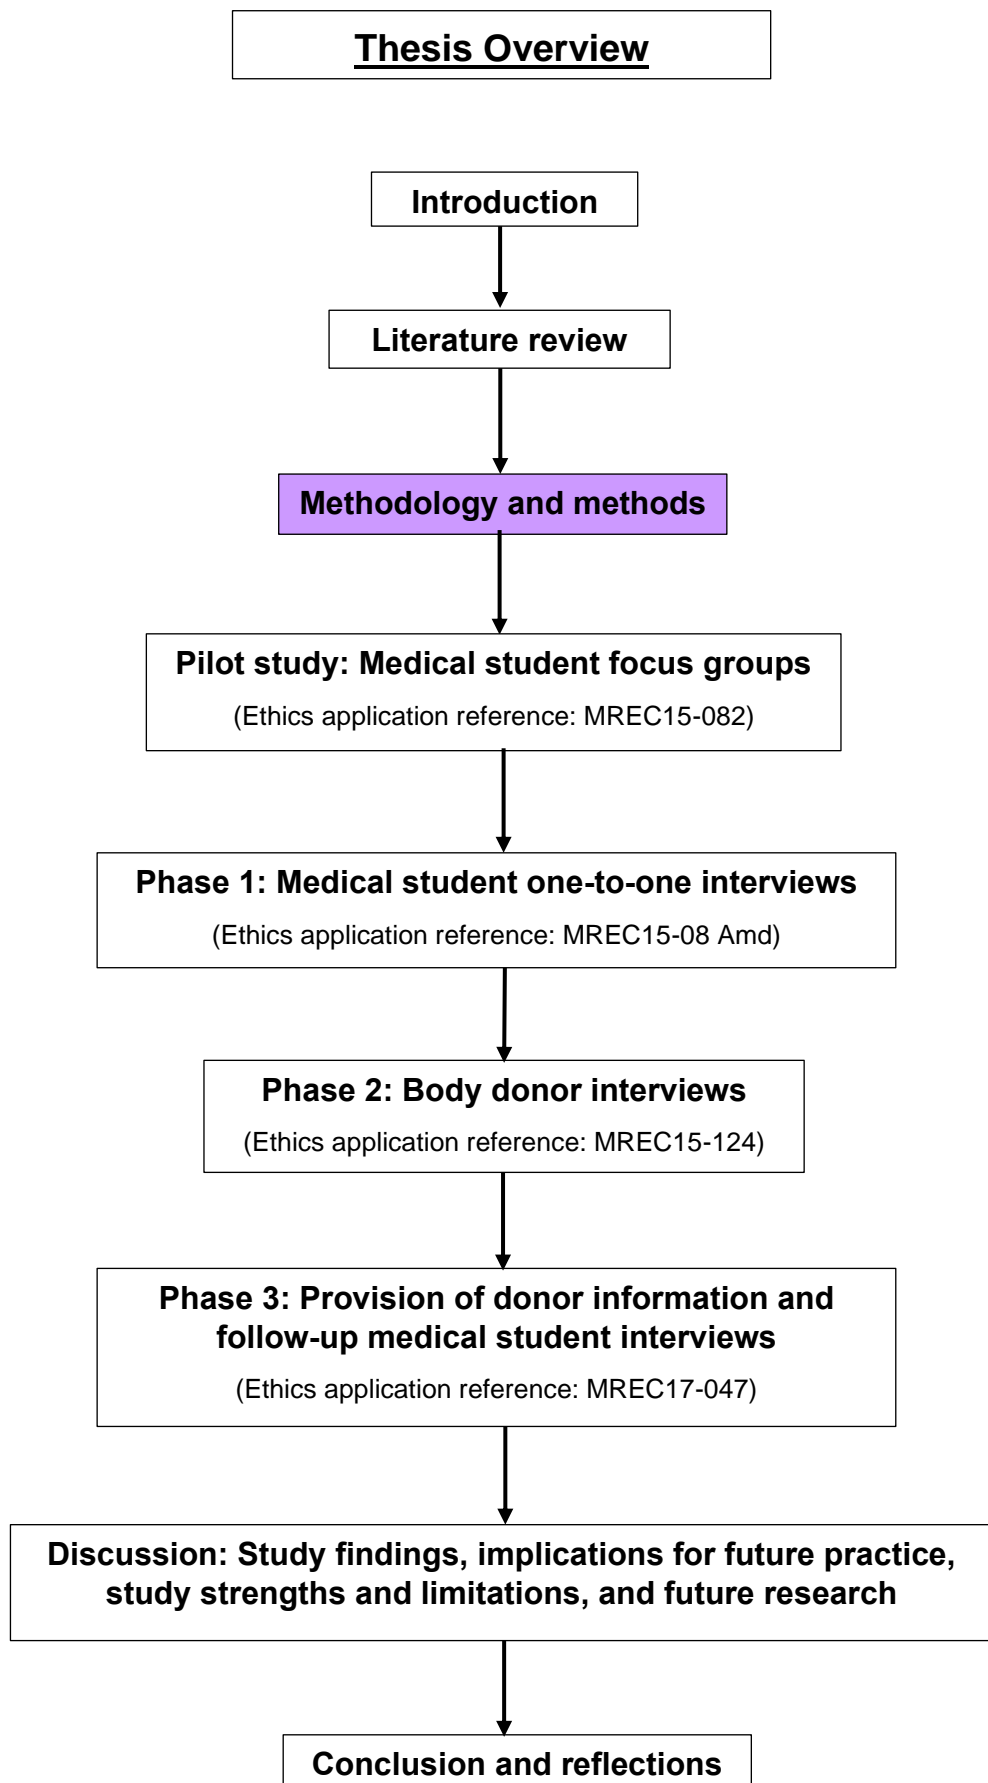 Thesis Overview
Introduction
Literature review
Methodology and methods
Pilot study: Medical student focus groups
(Ethics application reference: MREC15-082)
Phase 1: Medical student one-to-one interviews
(Ethics application reference: MREC15-08 Amd)
Phase 2: Body donor interviews
(Ethics application reference: MREC15-124)
Phase 3: Provision of donor information and
follow-up medical student interviews
(Ethics application reference: MREC17-047)
Discussion: Study findings, implications for future practice,
study strengths and limitations, and future research
Conclusion and reflections